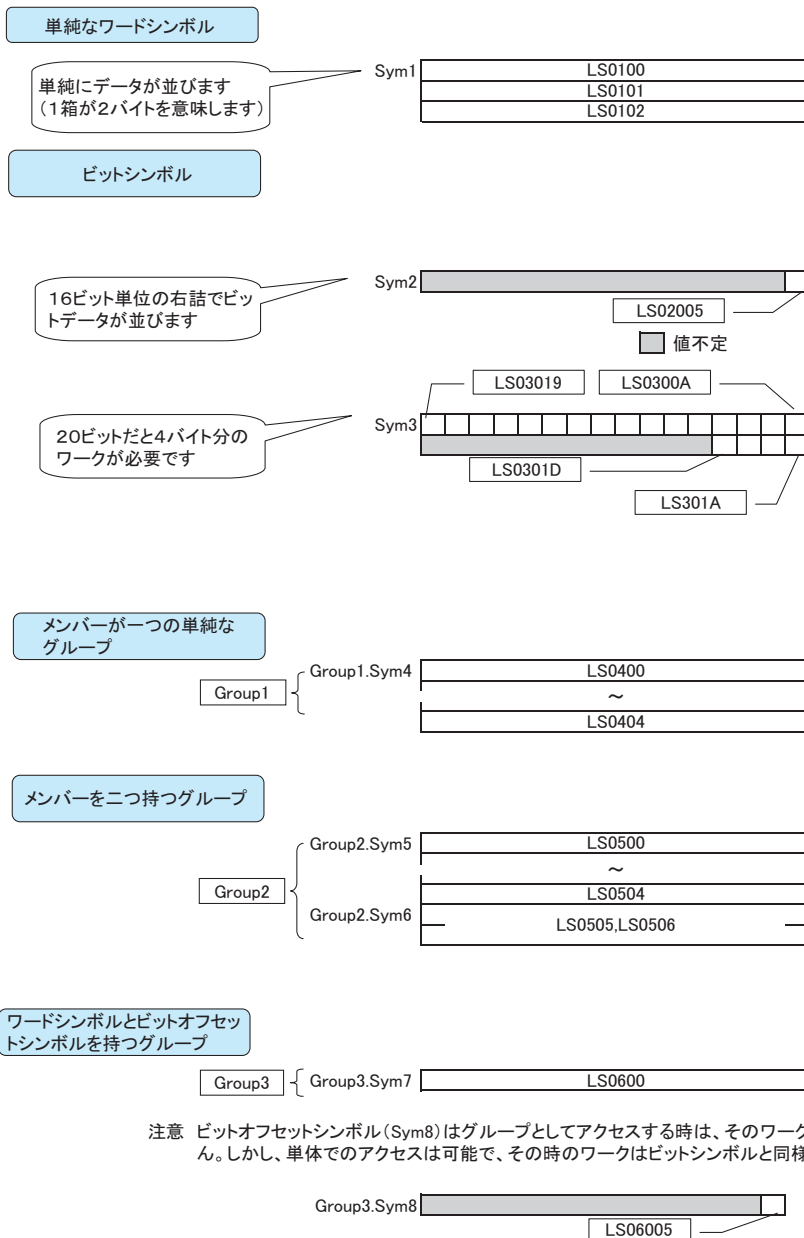 単純なワードシンボル
単純にデータが並びます
(1箱が2バイトを意味します)
Sym1
LS0100
LS0101
LS0102
ビットシンボル
16ビット単位の右詰でビッ
トデータが並びます
Sym2
LS02005
値不定
LS03019
LS0300A
20ビットだと4バイト分の
ワークが必要です
Sym3
LS0301D
LS301A
メンバーが一つの単純な
グループ
Group1
Group1.Sym4
LS0400
~
LS0404
メンバーを二つ持つグループ
Group2
Group2.Sym5
LS0500
~
LS0504
Group2.Sym6
LS0505,LS0506
ワードシンボルとビットオフセッ
トシンボルを持つグループ
Group3
Group3.Sym7
LS0600
注意 ビットオフセットシンボル(Sym8)はグループとしてアクセスする時は、そのワーク
ん。しかし、単体でのアクセスは可能で、その時のワークはビットシンボルと同様
Group3.Sym8
LS06005